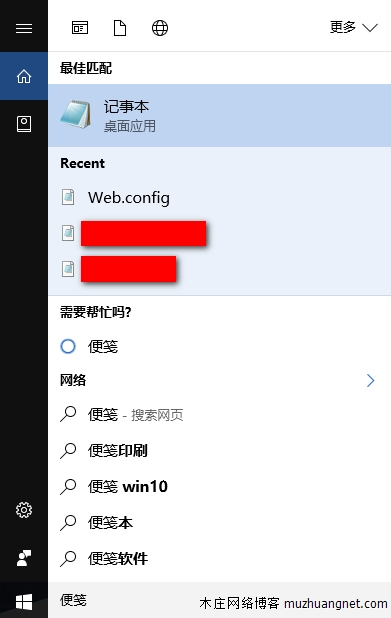 更多
最佳匹配
记事本
桌面应用
Recent
Web.config
需要帮忙吗?
便笺
网络
便笺 - 搜索网页
便笺印刷
便笺 win10
便笺本
便笺软件
便笺
木庄网络博客 muzhuangnet.com